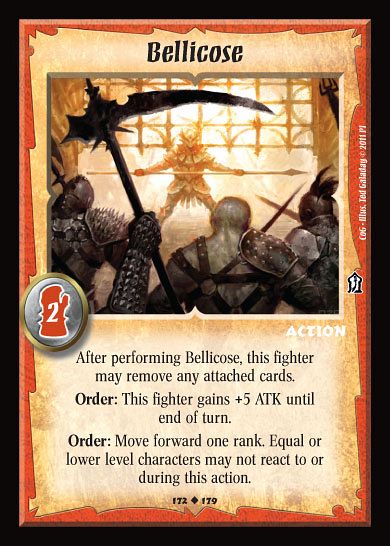 Bellicose
CoG · Illus. Ted Galaday © 2011 P1
2
ACTION
After performing Bellicose, this fighter
may remove any attached cards.
Order: This fighter gains +5 ATK until
end of turn.
Order: Move forward one rank. Equal or
lower level characters may not react to or
during this action.
172 ◆ 179